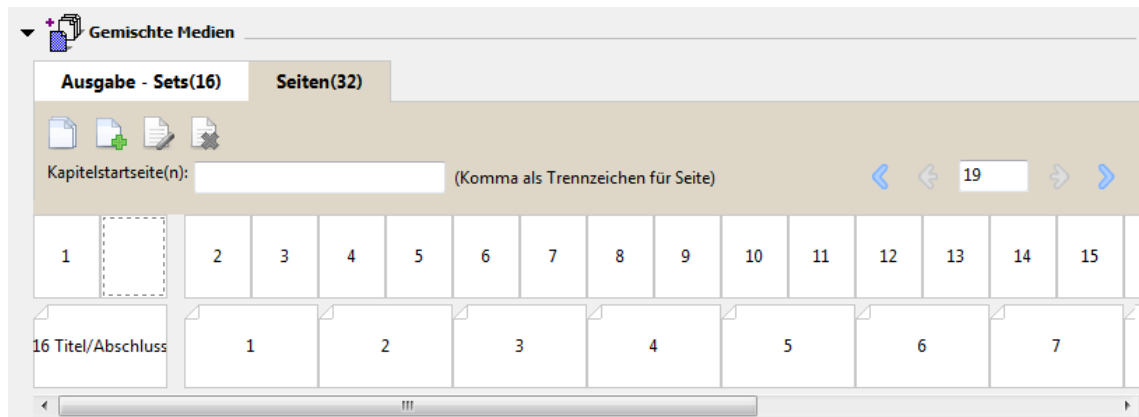 Gemischte Medien
Ausgabe - Sets(16) Seiten(32)
Kapitelstartseite(n): (Komma als Trennzeichen für Seite) 19
1 2 3 4 5 6 7 8 9 10 11 12 13 14 15
16 Titel/Abschluss 1 2 3 4 5 6 7